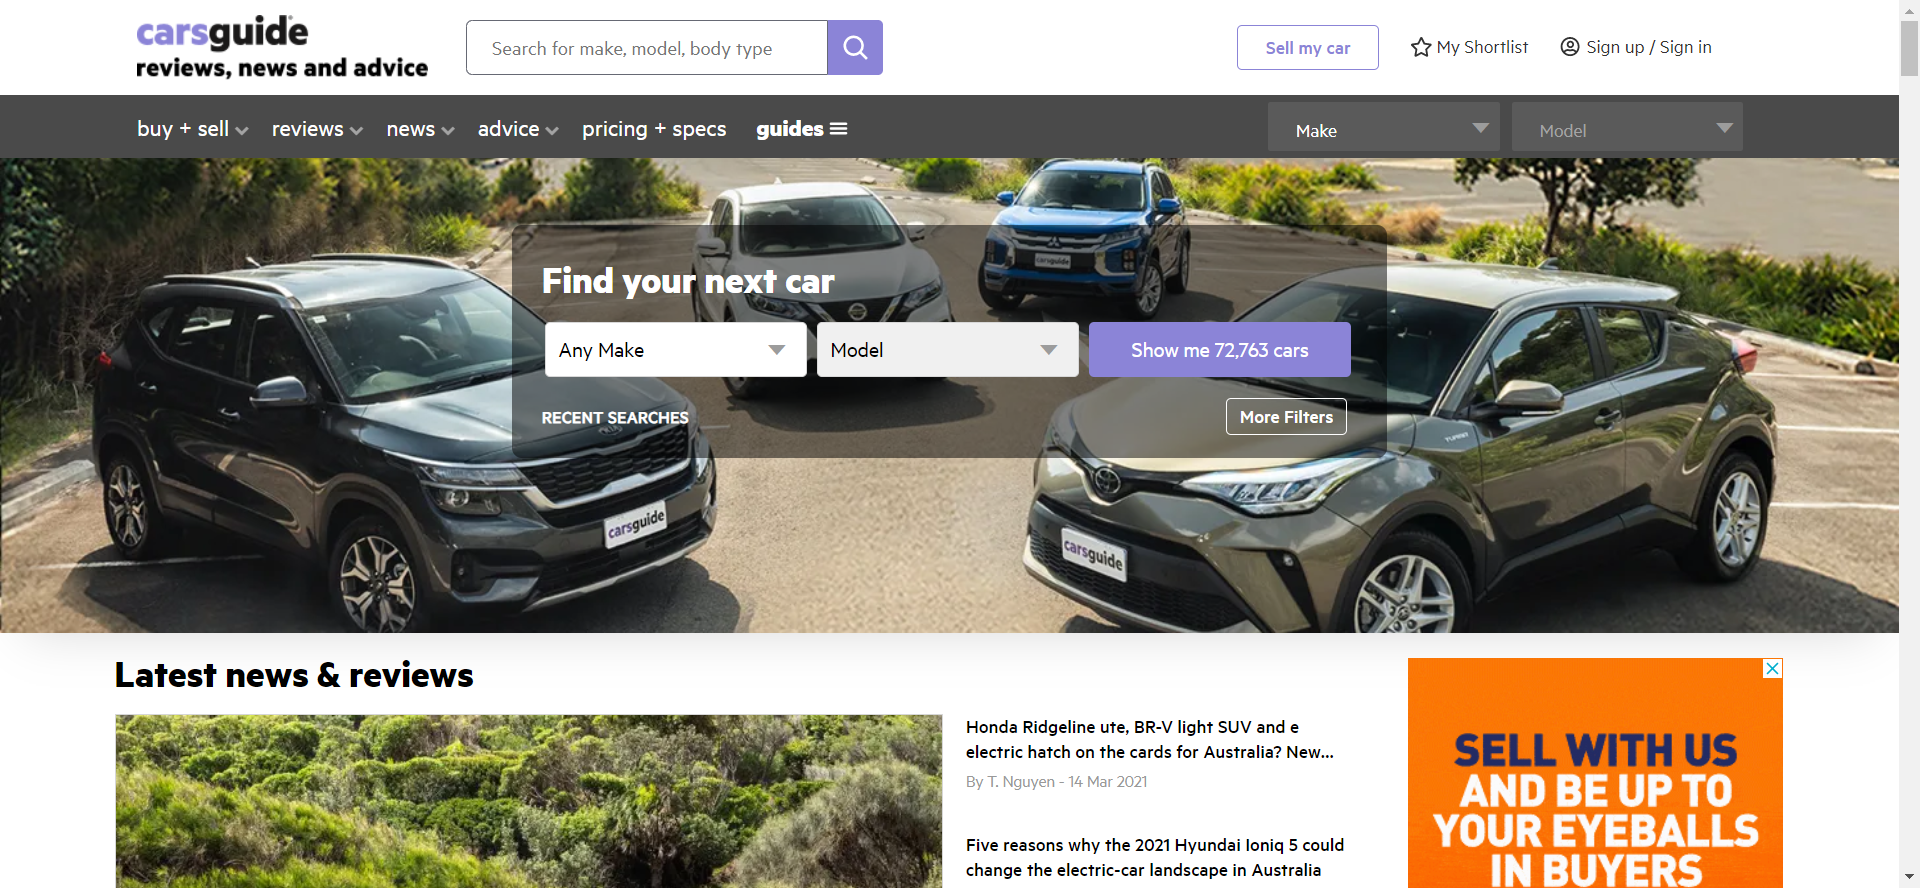 carsguide
reviews, news and advice
Search for make, model, body type
Sell my car
My Shortlist
Sign up / Sign in
buy + sell
reviews
news
advice
pricing + specs
guides
Make
Model
Find your next car
Any Make
Model
Show me 72,763 cars
RECENT SEARCHES
More Filters
carsguide
carsguide
carsguide
Latest news & reviews
Honda Ridgeline ute, BR-V light SUV and e
electric hatch on the cards for Australia? New...
By T. Nguyen - 14 Mar 2021
Five reasons why the 2021 Hyundai Ioniq 5 could
change the electric-car landscape in Australia
SELL WITH US
AND BE UP TO
YOUR EYEBALLS
IN BUYERS